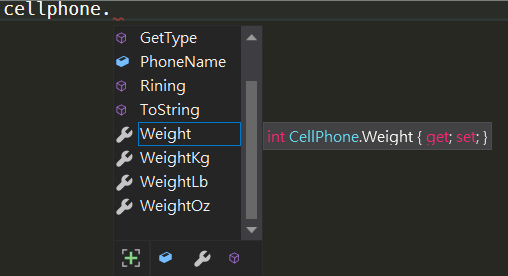 cellphone.
GetType
PhoneName
Rining
ToString
Weight
int CellPhone.Weight { get; set; }
WeightKg
WeightLb
WeightOz